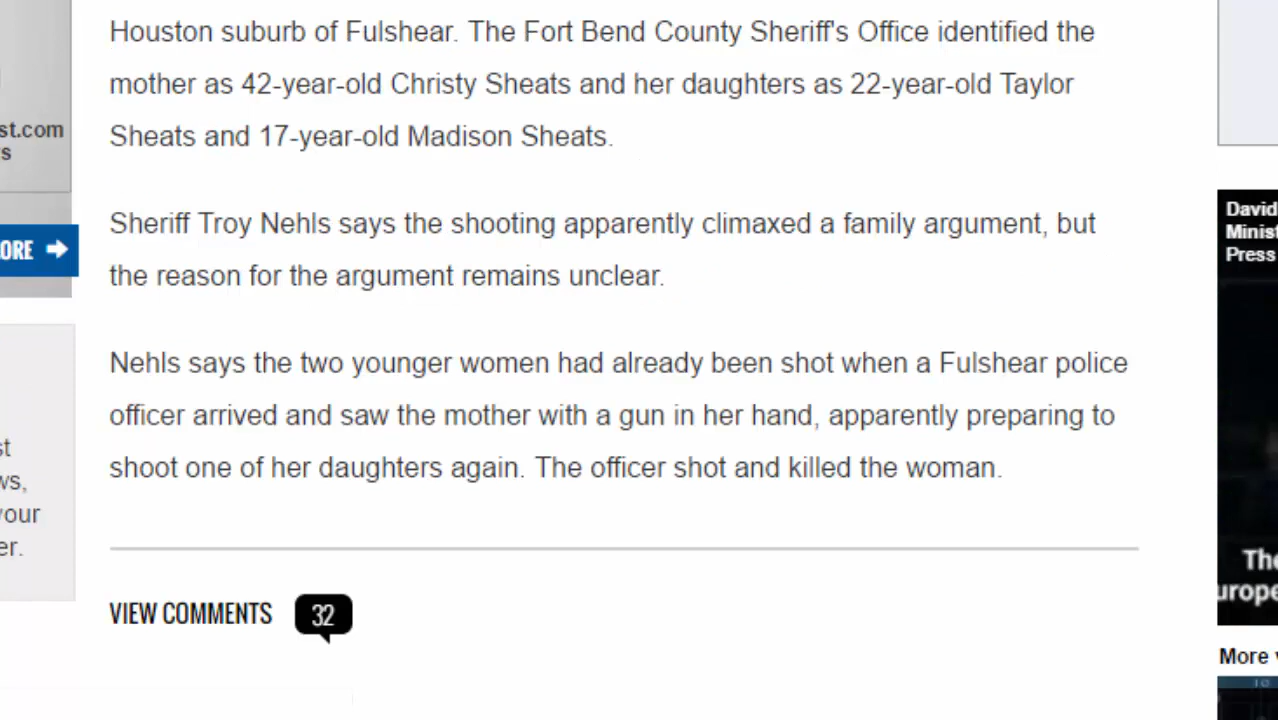 Houston suburb of Fulshear. The Fort Bend County Sheriff's Office identified the
mother as 42-year-old Christy Sheats and her daughters as 22-year-old Taylor
Sheats and 17-year-old Madison Sheats.
Sheriff Troy Nehls says the shooting apparently climaxed a family argument, but
the reason for the argument remains unclear.
Nehls says the two younger women had already been shot when a Fulshear police
officer arrived and saw the mother with a gun in her hand, apparently preparing to
shoot one of her daughters again. The officer shot and killed the woman.
VIEW COMMENTS 32
st.com
s
ORE
st
ws,
your
er.
David
Minist
Press
The
urope
More